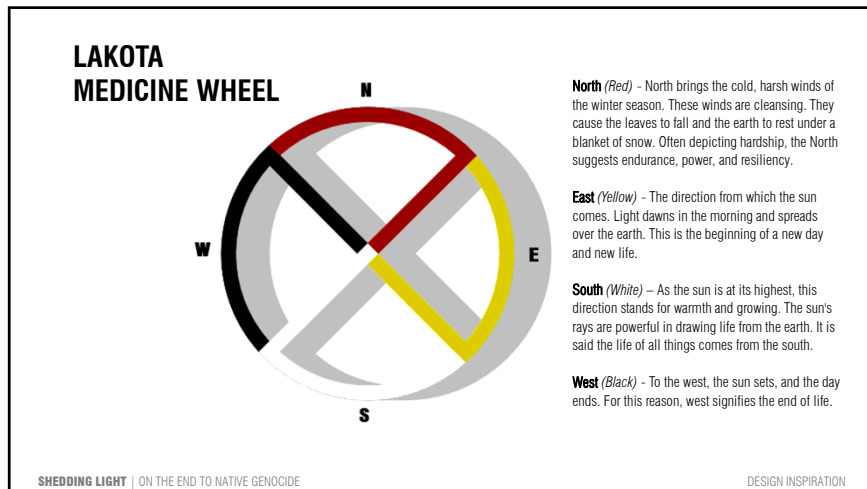 LAKOTA
MEDICINE WHEEL
N
W
E
S
North (Red) - North brings the cold, harsh winds of
the winter season. These winds are cleansing. They
cause the leaves to fall and the earth to rest under a
blanket of snow. Often depicting hardship, the North
suggests endurance, power, and resiliency.
East (Yellow) - The direction from which the sun
comes. Light dawns in the morning and spreads
over the earth. This is the beginning of a new day
and new life.
South (White) – As the sun is at its highest, this
direction stands for warmth and growing. The sun's
rays are powerful in drawing life from the earth. It is
said the life of all things comes from the south.
West (Black) - To the west, the sun sets, and the day
ends. For this reason, west signifies the end of life.
SHEDDING LIGHT | ON THE END TO NATIVE GENOCIDE
DESIGN INSPIRATION